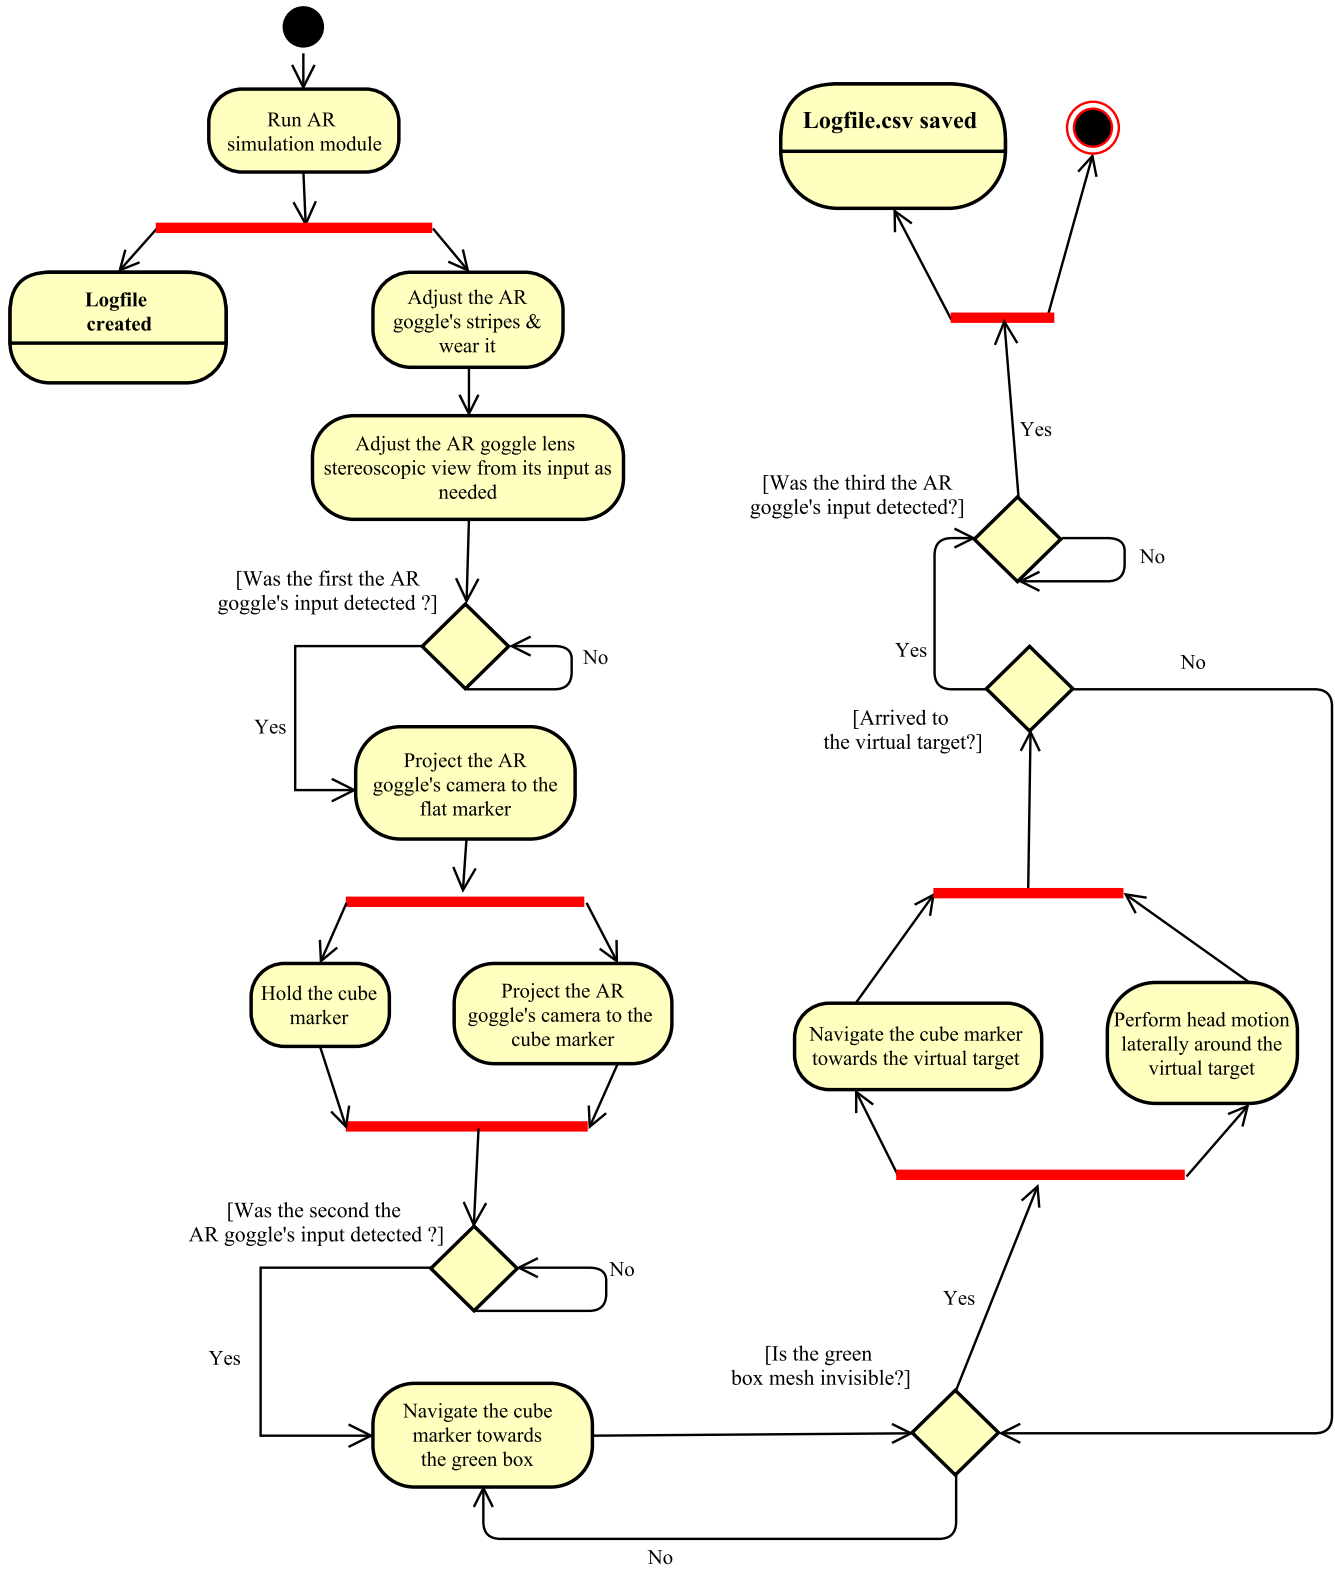 Run AR
simulation module
Logfile
created
Adjust the AR
goggle's stripes &
wear it
Adjust the AR goggle lens
stereoscopic view from its input as
needed
[Was the first the AR
goggle's input detected ?]
No
Yes
Project the AR
goggle's camera to the
flat marker
Hold the cube
marker
Project the AR
goggle's camera to the
cube marker
[Was the second the
AR goggle's input detected ?]
No
Yes
Navigate the cube
marker towards
the green box
No
[Is the green
box mesh invisible?]
Yes
Navigate the cube marker
towards the virtual target
Perform head motion
laterally around the
virtual target
[Arrived to
the virtual target?]
Yes
No
[Was the third the AR
goggle's input detected?]
No
Yes
Logfile.csv saved